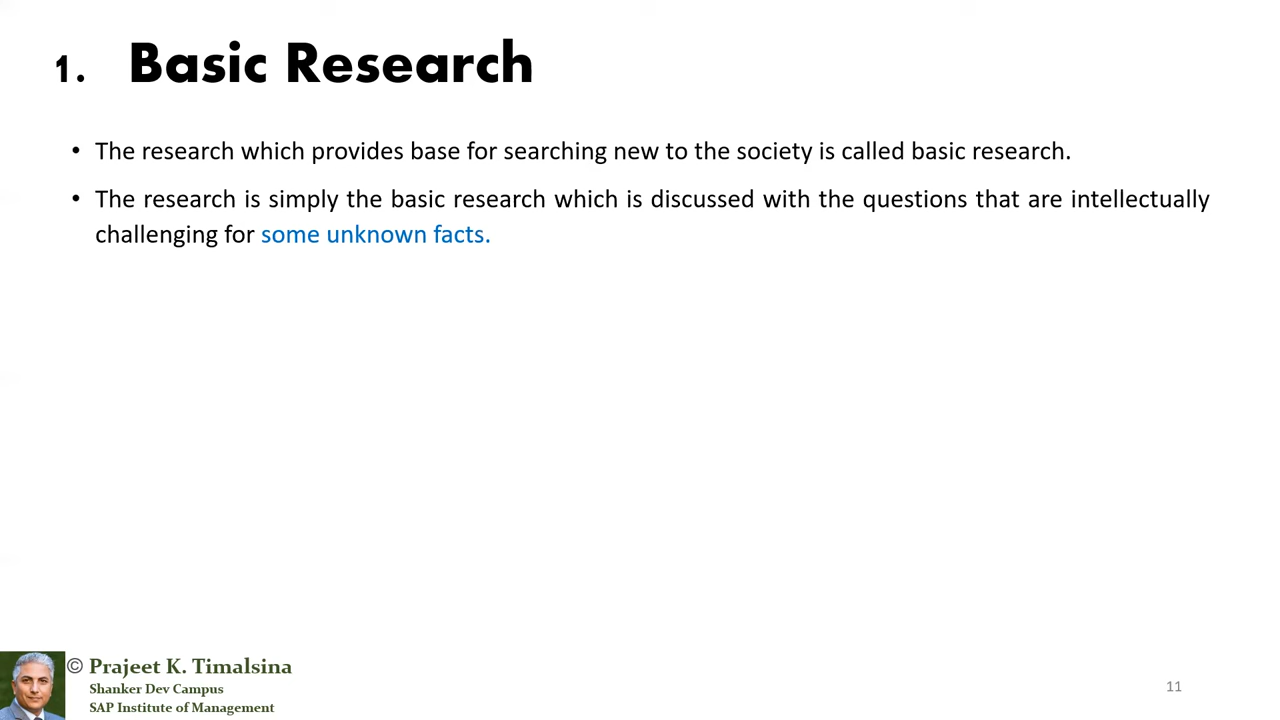 1. Basic Research
• The research which provides base for searching new to the society is called basic research.
• The research is simply the basic research which is discussed with the questions that are intellectually
challenging for some unknown facts.
© Prajeet K. Timalsina
Shanker Dev Campus
SAP Institute of Management
11